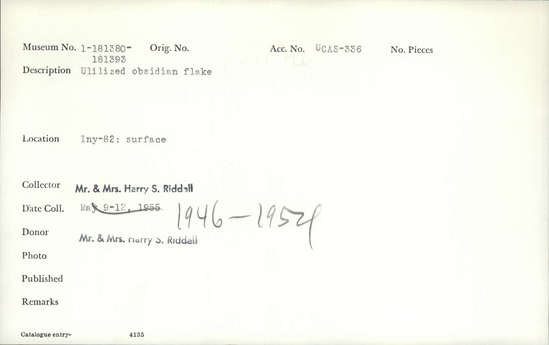 Museum No. 1-181380- Orig. No. Acc. No. UCAS-336 No. Pieces
181393
Description Ulilized obsidian flake
Location Iny-82: surface
Collector Mr. & Mrs. Harry S. Riddell
Date Coll. May 9-12, 1955 1946-1954
Donor Mr. & Mrs. Harry S. Riddell
Photo
Published
Remarks
Catalogue entry- 4135